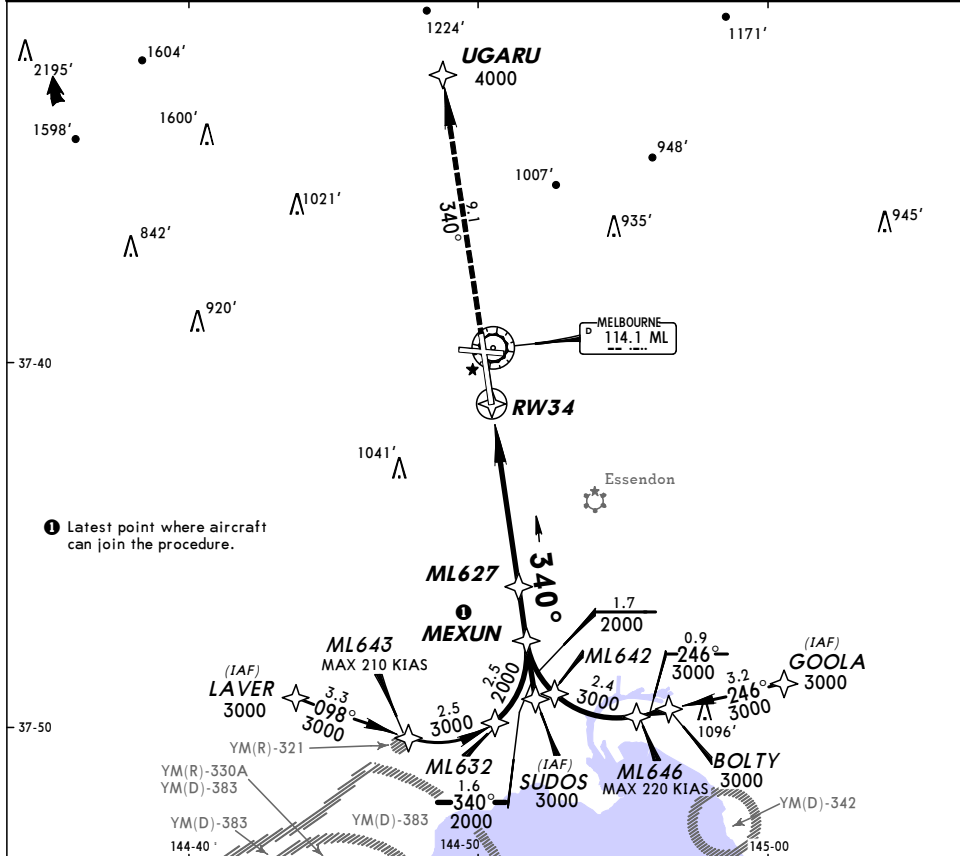 1224'
1171'
1604'
UGARU
4000
2195'
1598'
1600'
948'
1007'
1021'
935'
945'
842'
9.1
340°
920'
MELBOURNE
D 114.1 ML
37-40
RW34
1041'
Essendon
1 Latest point where aircraft
can join the procedure.
340°
ML627
1
MEXUN
1.7
2000
ML643
MAX 210 KIAS
ML642
0.9
246°
3000
(IAF)
GOOLA
3000
(IAF)
LAVER
3000
3.3
098°
3000
2.5
3000
2.5
2000
2.4
3000
3.2
246°
3000
37-50
YM(R)-321
1096'
ML632
(IAF)
SUDOS
3000
ML646
MAX 220 KIAS
BOLTY
3000
YM(R)-330A
YM(D)-383
1.6
340°
2000
YM(D)-383
YM(D)-383
YM(D)-342
144-40
144-50
145-00